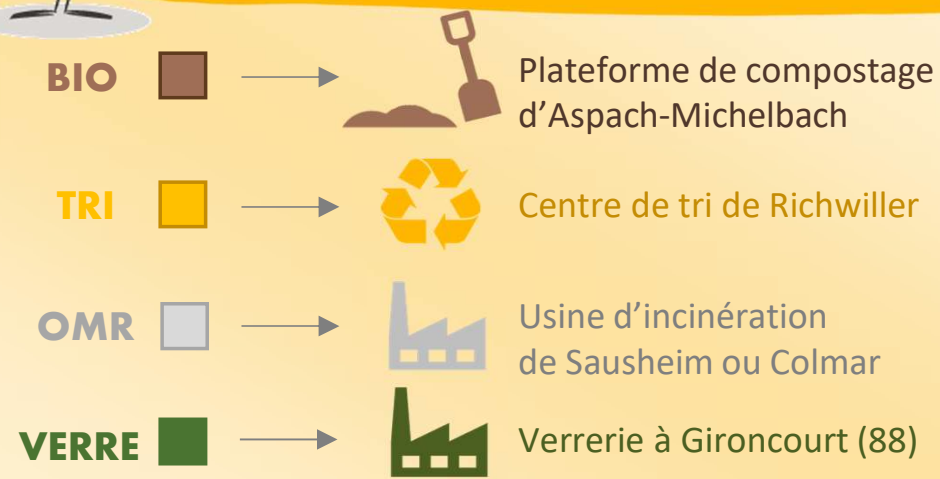 BIO
Plateforme de compostage
d’Aspach-Michelbach
TRI
Centre de tri de Richwiller
OMR
Usine d’incinération
de Sausheim ou Colmar
VERRE
Verrerie à Gironcourt (88)